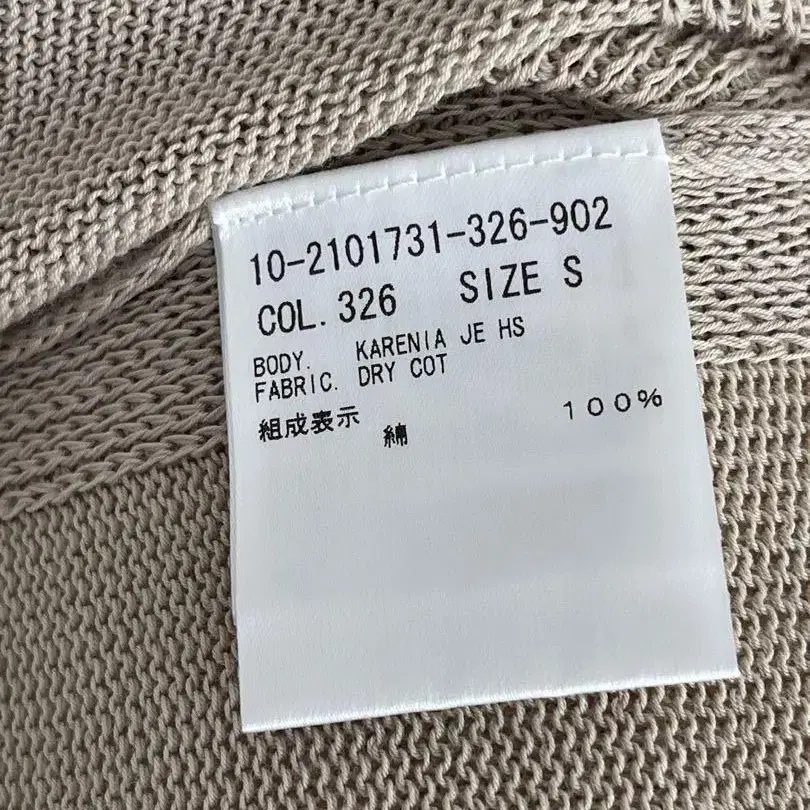 10-2101731-326-902
COL. 326 SIZE S
BODY. KARENIA JE HS
FABRIC. DRY COT
組成表示
綿 100%